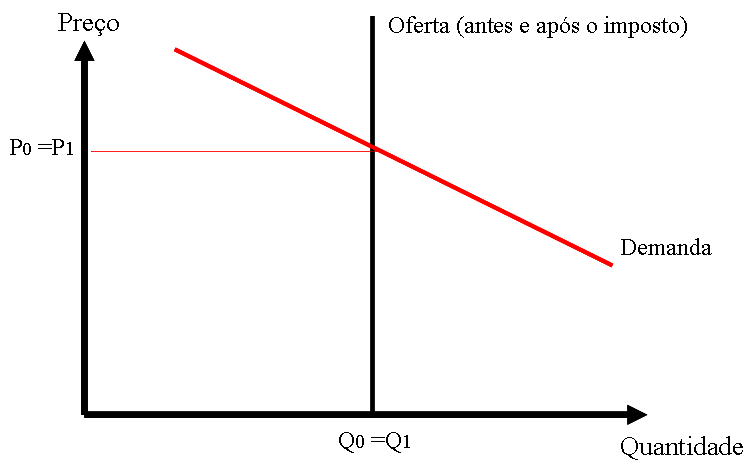 Preço
Oferta (antes e após o imposto)
P0 =P1
Demanda
Q0 =Q1
Quantidade